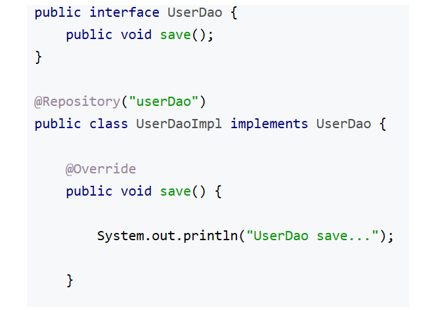 public interface UserDao {
    public void save();
}
@Repository("userDao")
public class UserDaoImpl implements UserDao {
    @Override
    public void save() {
        System.out.println("UserDao save...");
    }